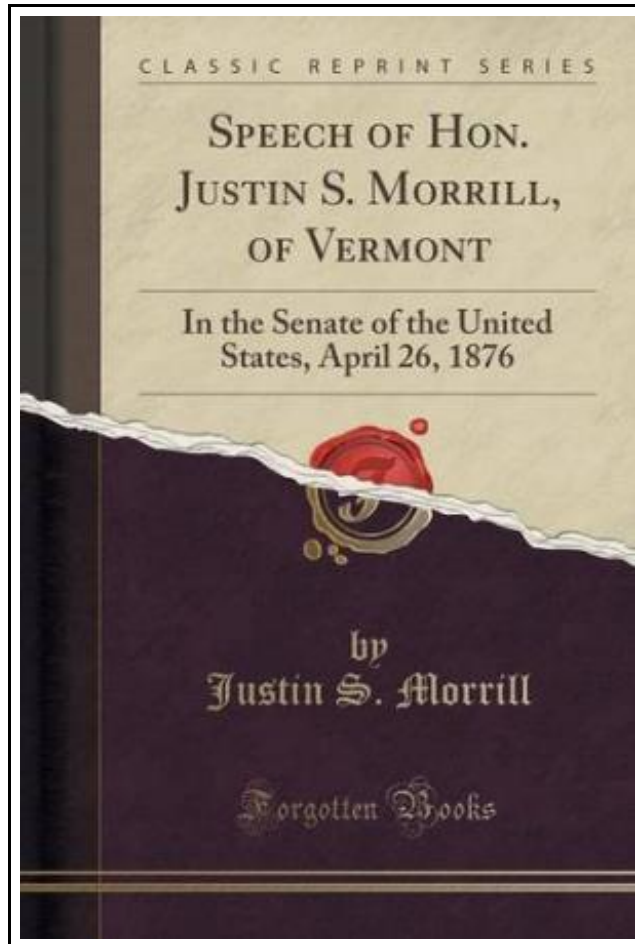 CLASSIC REPRINT SERIES
SPEECH OF HON.
JUSTIN S. MORRILL,
OF VERMONT
In the Senate of the United
States, April 26, 1876
by
Justin S. Morrill
Forgotten Books